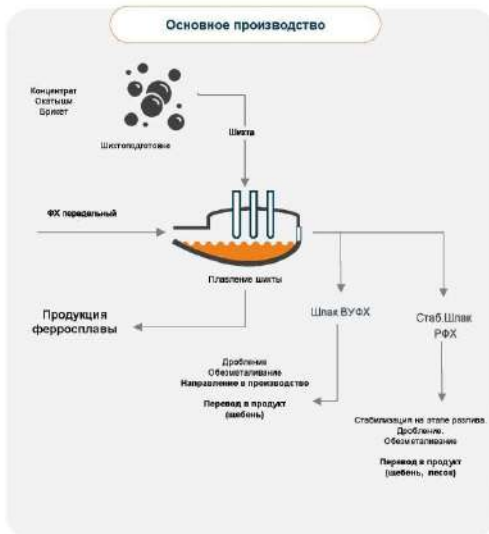 Основное производство
Концентрат
Окатыши
Брикет
Шихтоподготовка
Шихта
ФХ передельный
Плавление шихты
Продукция
ферросплавы
Шлак ВУФХ
Стаб.Шлак
РФХ
Дробление
Обезметаливание
Направление в производство
Перевод в продукт
(щебень)
Стабилизация на этапе разлива.
Дробление.
Обезметаливание
Перевод в продукт
(щебень, песок)